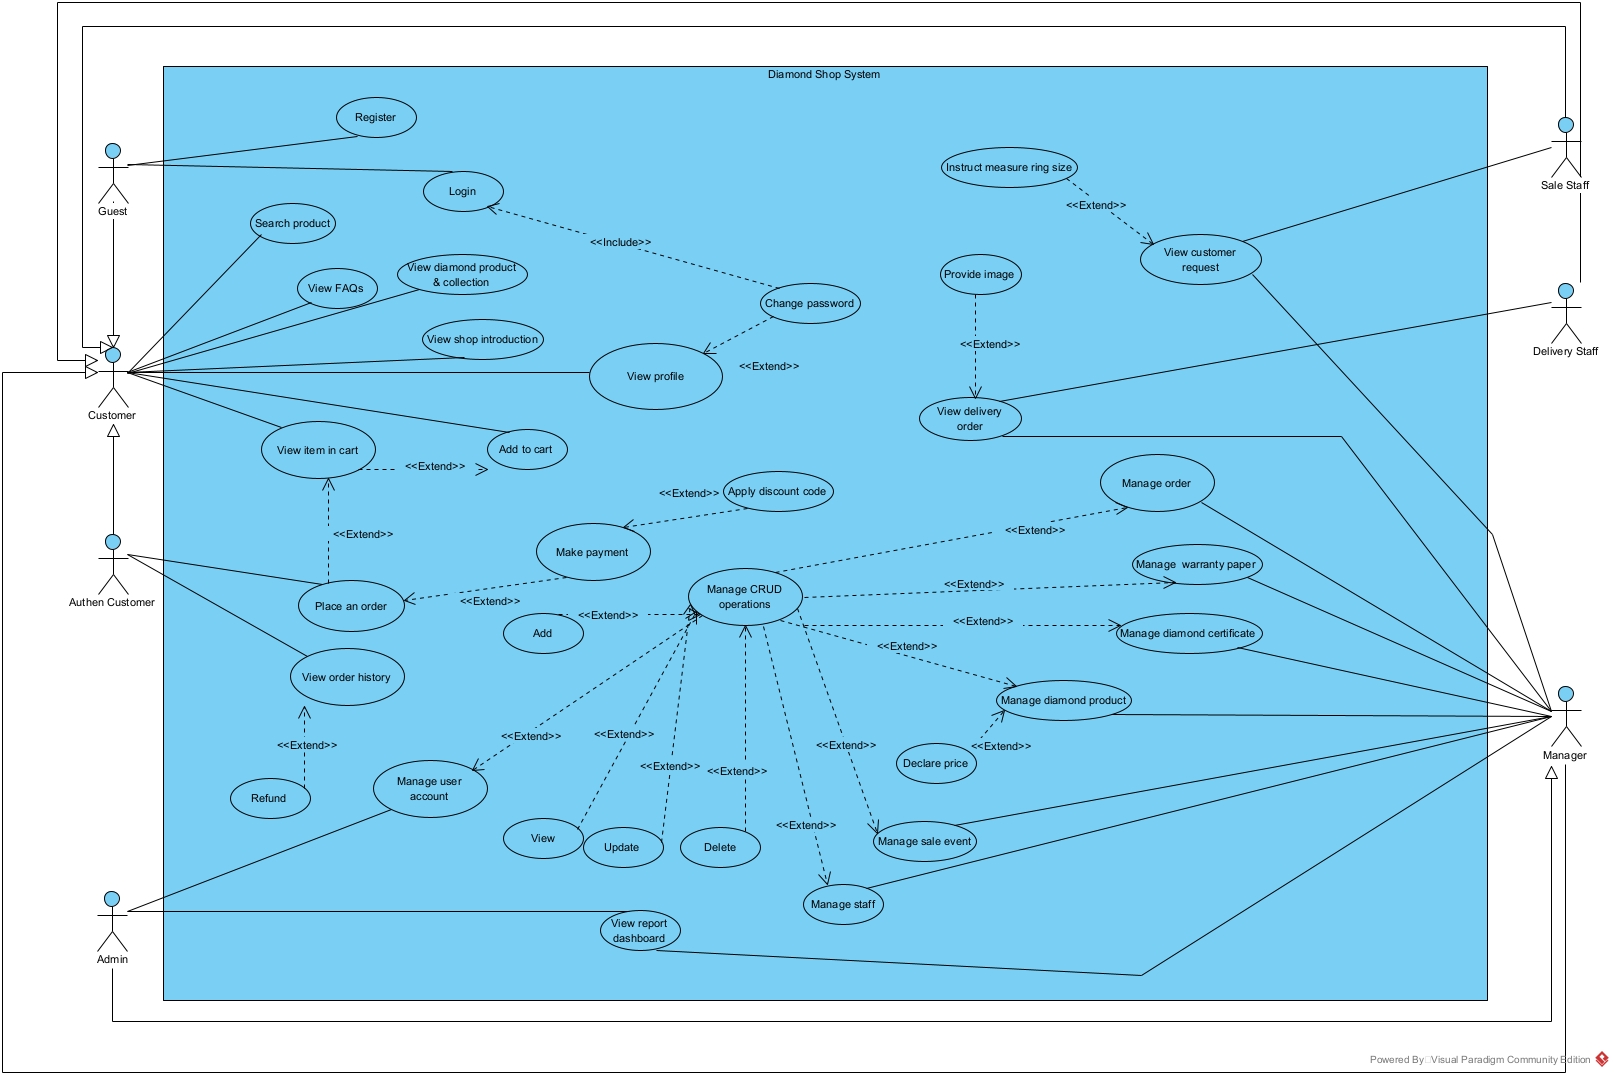 Diamond Shop System
Register
Guest
Login
Search product
<<Include>>
View diamond product
& collection
View FAQs
Change password
View shop introduction
View profile
<<Extend>>
Customer
View item in cart
<<Extend>>
Add to cart
<<Extend>>
Instruct measure ring size
<<Extend>>
View customer
request
Sale Staff
Provide image
<<Extend>>
Delivery Staff
View delivery
order
<<Extend>>
Apply discount code
Make payment
Authen Customer
Place an order
<<Extend>>
Manage CRUD
operations
<<Extend>>
Manage order
<<Extend>>
Manage  warranty paper
<<Extend>>
Manage diamond certificate
<<Extend>>
Manage diamond product
<<Extend>>
Declare price
Manager
Add
<<Extend>>
View order history
<<Extend>>
Refund
<<Extend>>
Manage user
account
<<Extend>>
<<Extend>>
<<Extend>>
<<Extend>>
<<Extend>>
View
Update
Delete
Manage sale event
Manage staff
Admin
View report
dashboard
Powered By Visual Paradigm Community Edition